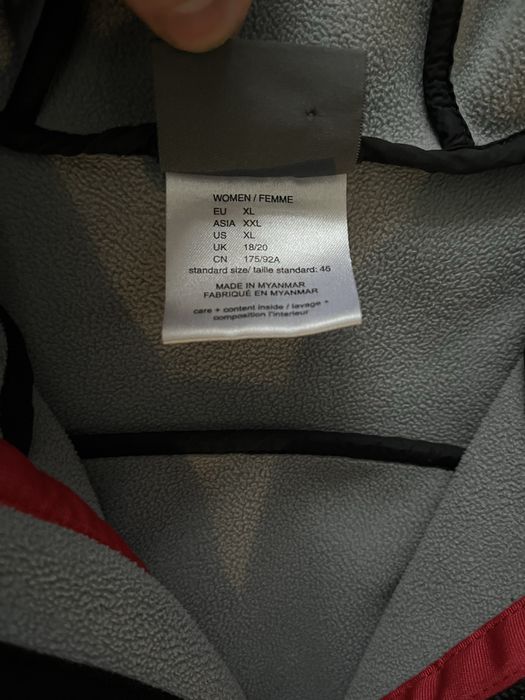 WOMEN / FEMME
EU XL
ASIA XXL
US XL
UK 18/20
CN 175/92A
standard size/ taille standard: 46
MADE IN MYANMAR
FABRIQUÉ EN MYANMAR
care + content inside / lavage +
composition l'interieur